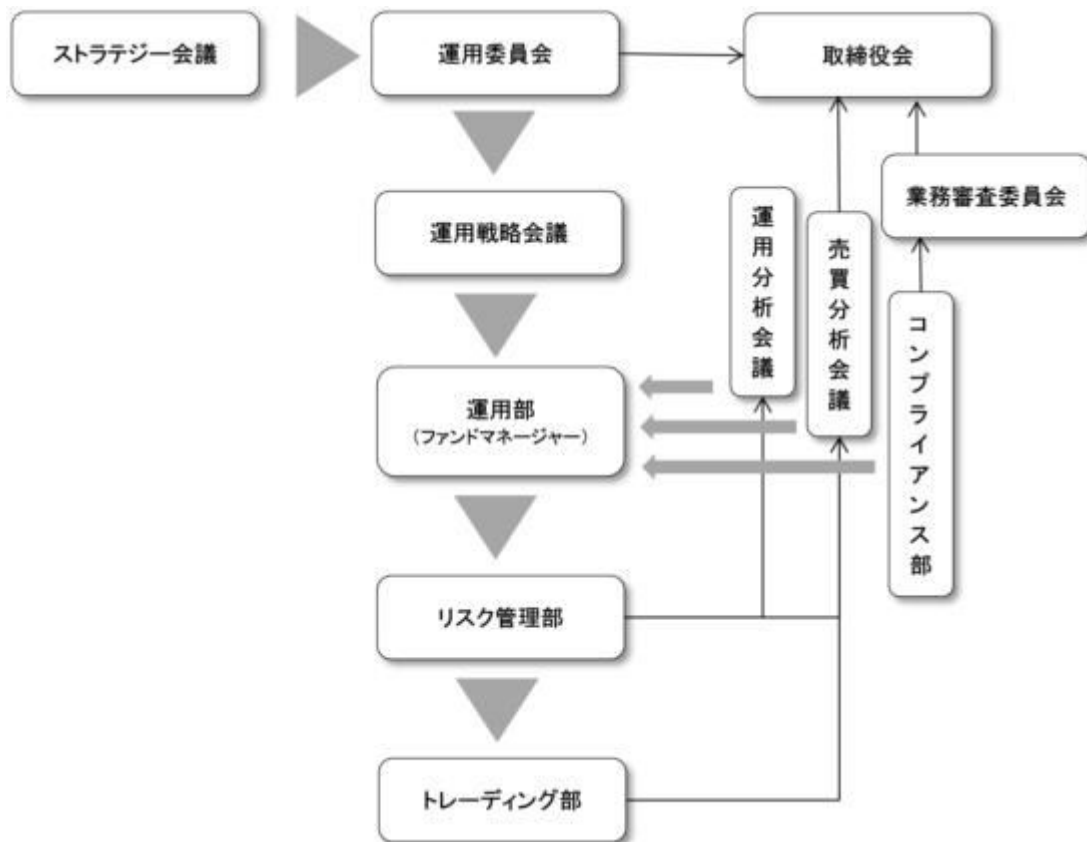 ストラテジー会議
運用委員会
取締役会
業務審査委員会
運用戦略会議
運用分析会議
売買分析会議
コンプライアンス部
運用部
(ファンドマネージャー)
リスク管理部
トレーディング部